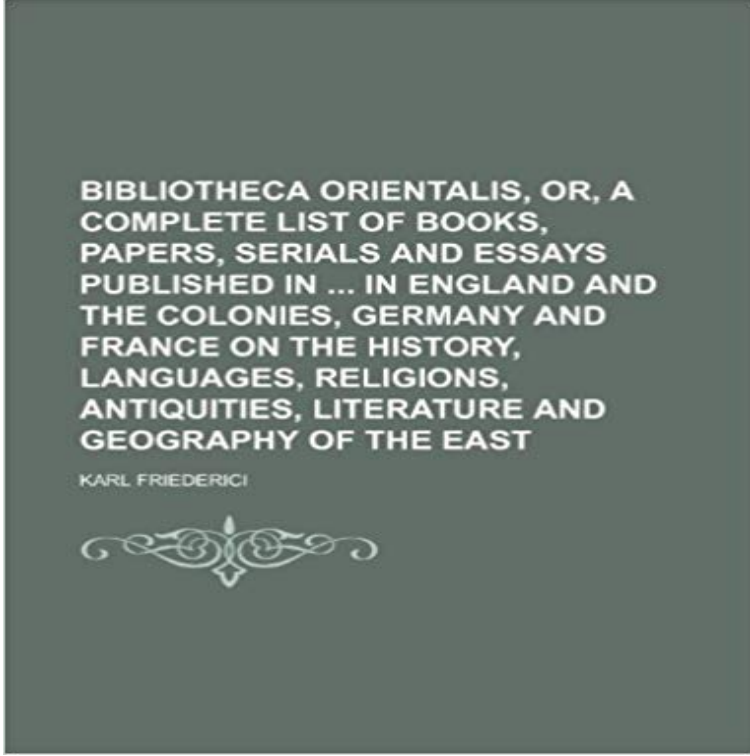 BIBLIOTHECA ORIENTALIS, OR, A
COMPLETE LIST OF BOOKS,
PAPERS, SERIALS AND ESSAYS
PUBLISHED IN ... IN ENGLAND AND
THE COLONIES, GERMANY AND
FRANCE ON THE HISTORY,
LANGUAGES, RELIGIONS,
ANTIQUITIES, LITERATURE AND
GEOGRAPHY OF THE EAST
KARL FRIEDERICI